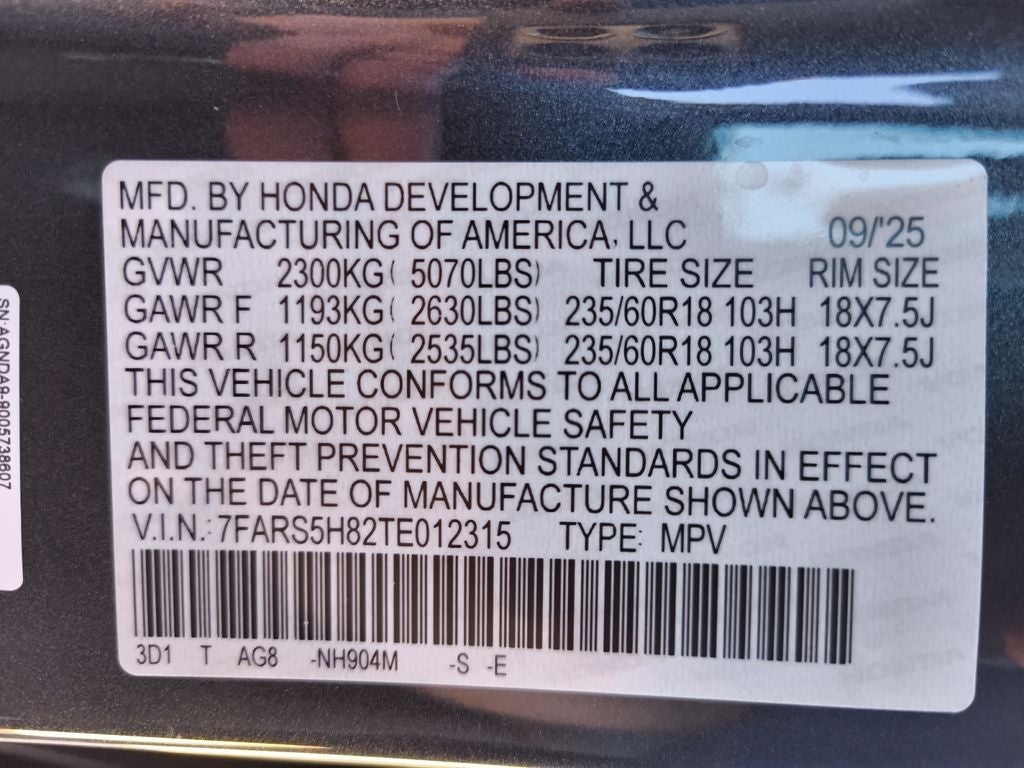 MFD. BY HONDA DEVELOPMENT &
MANUFACTURING OF AMERICA, LLC 09/'25
GVWR 2300KG( 5070LBS) TIRE SIZE RIM SIZE
GAWR F 1193KG( 2630LBS) 235/60R18 103H 18X7.5J
GAWR R 1150KG( 2535LBS) 235/60R18 103H 18X7.5J
THIS VEHICLE CONFORMS TO ALL APPLICABLE
FEDERAL MOTOR VEHICLE SAFETY
AND THEFT PREVENTION STANDARDS IN EFFECT
ON THE DATE OF MANUFACTURE SHOWN ABOVE.
V.I.N.: 7FARS5H82TE012315 TYPE: MPV
3D1 T AG8 -NH904M -S -E
SN:AGNDA9-9005738607